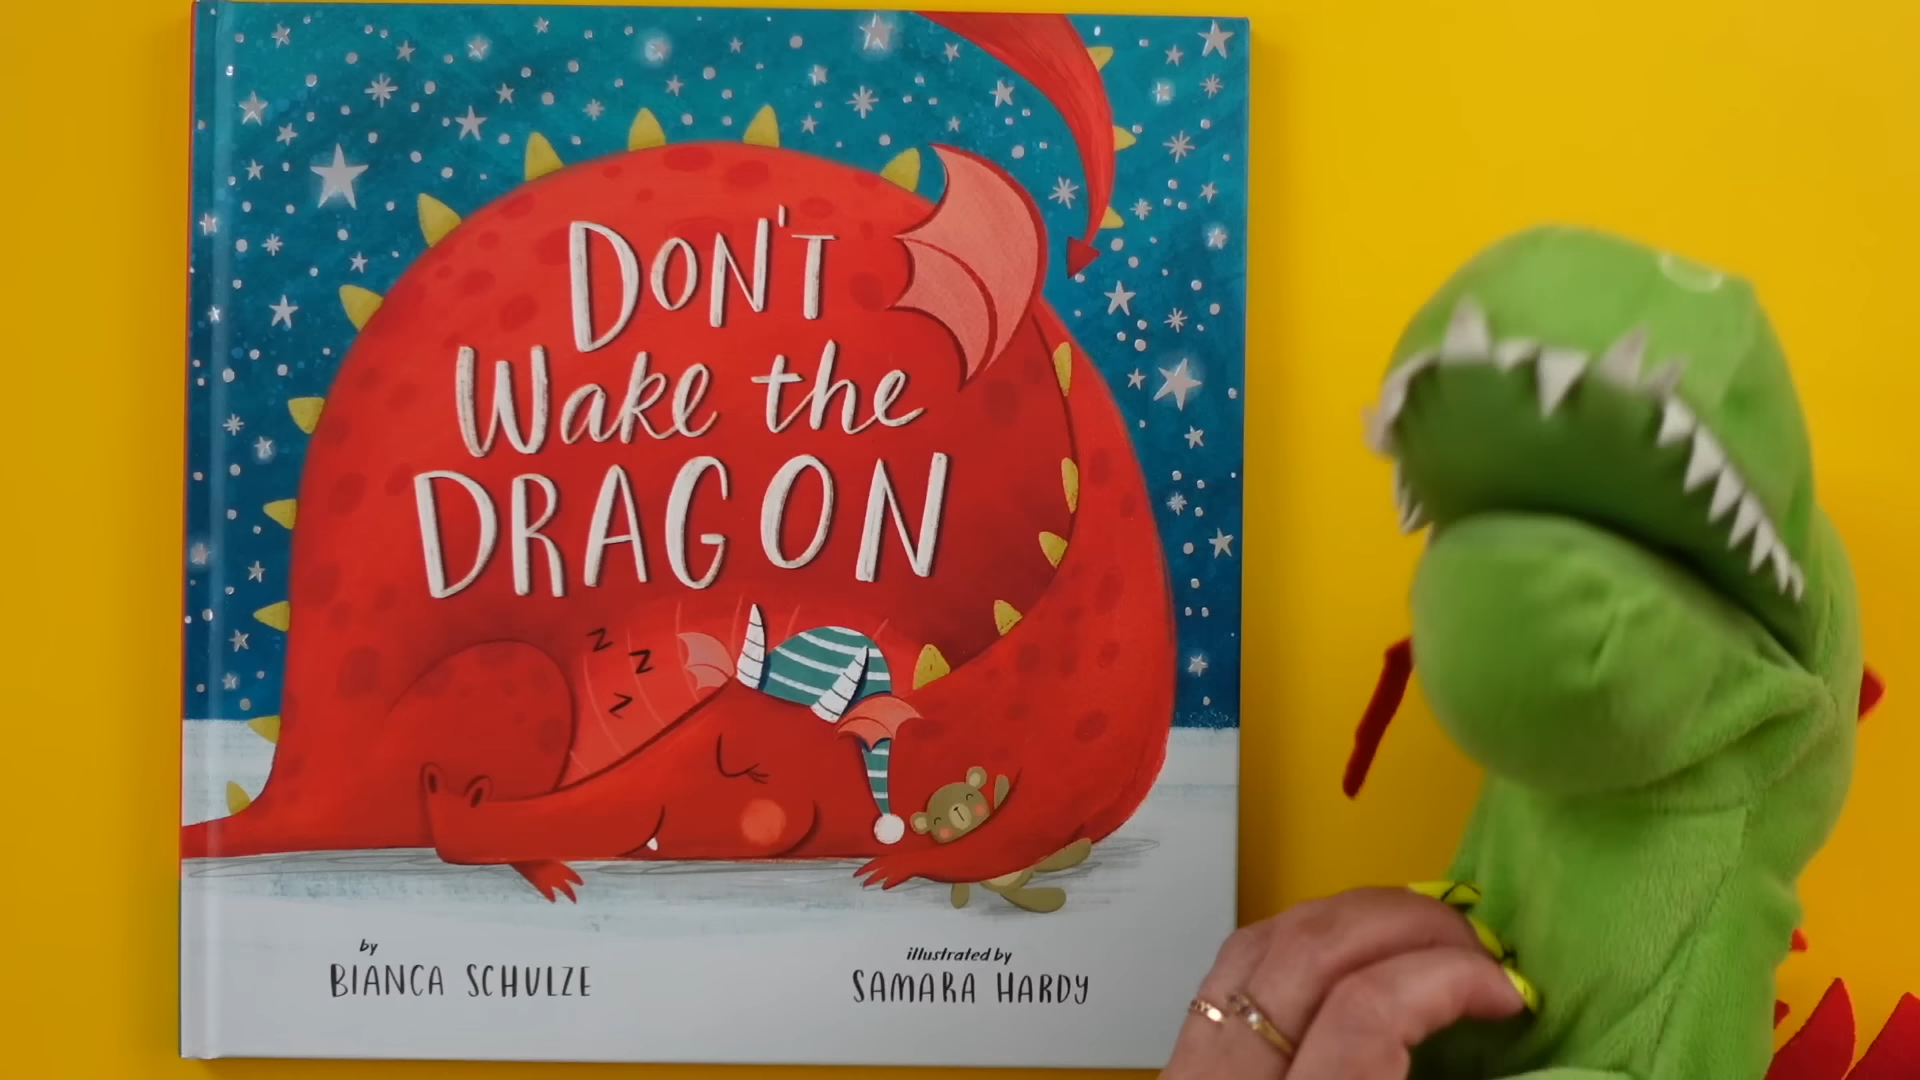 DON'T
Wake the
DRAGON
z
z
z
by
BIANCA SCHULZE
illustrated by
SAMARA HARDY